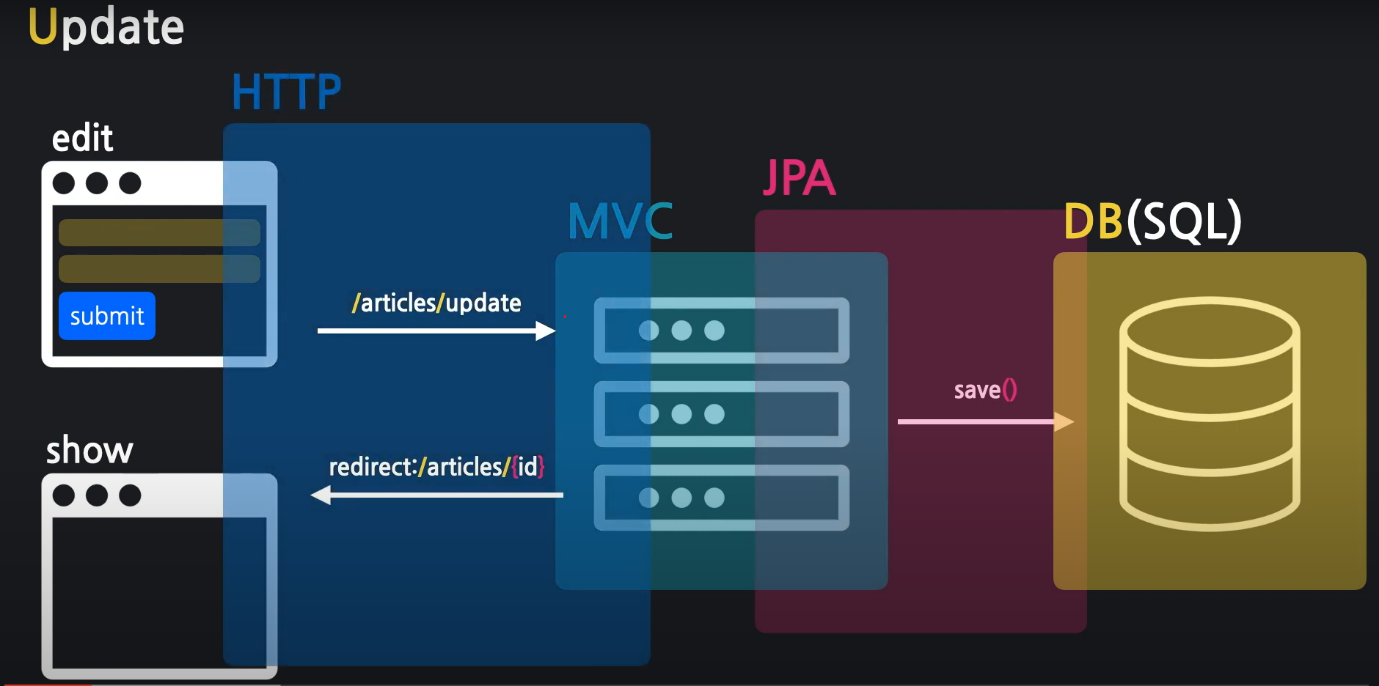 Update
HTTP
edit
JPA
MVC
DB(SQL)
submit
/articles/update
save()
show
redirect:/articles/{id}